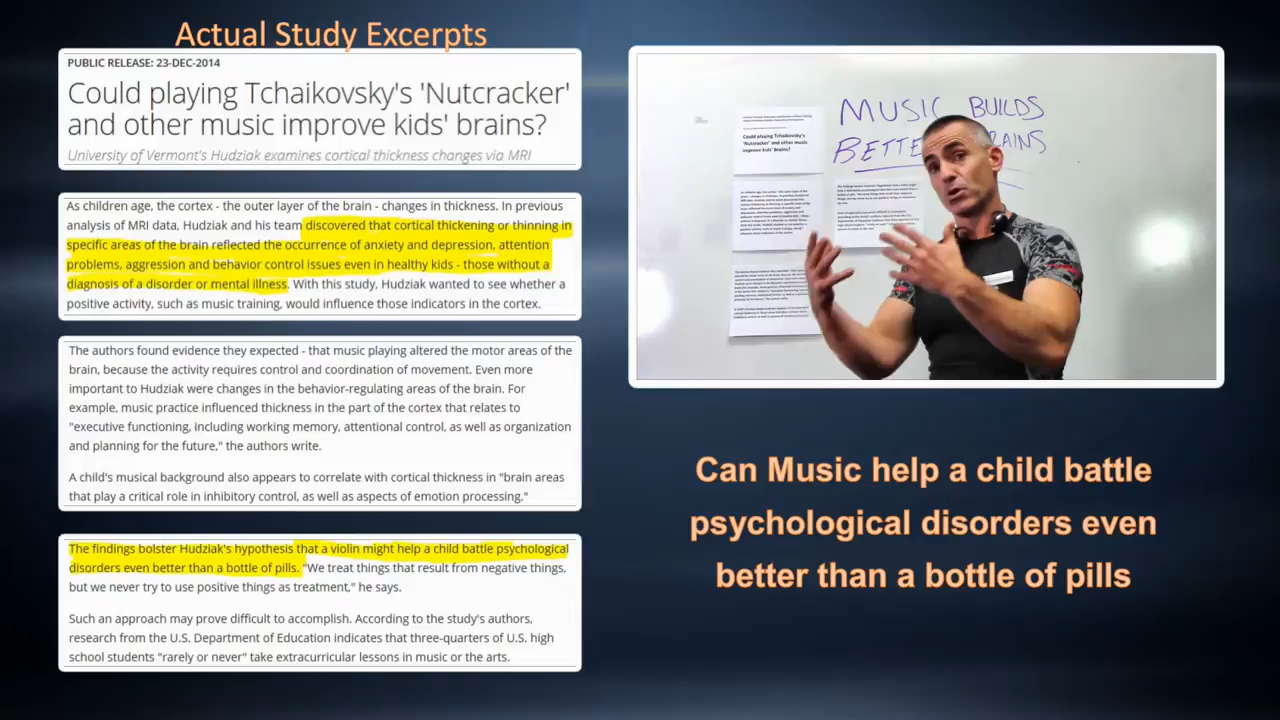 Actual Study Excerpts
PUBLIC RELEASE: 23-DEC-2014
Could playing Tchaikovsky's 'Nutcracker'
and other music improve kids' brains?
University of Vermont's Hudziak examines cortical thickness changes via MRI
As children age, the cortex - the outer layer of the brain - changes in thickness. In previous
analysis of MRI data, Hudziak and his team discovered that cortical thickening or thinning in
specific areas of the brain reflected the occurrence of anxiety and depression, attention
problems, aggression and behavior control issues even in healthy kids - those without a
diagnosis of a disorder or mental illness. With this study, Hudziak wanted to see whether a
positive activity, such as music training, would influence those indicators in the cortex.
The authors found evidence they expected - that music playing altered the motor areas of the
brain, because the activity requires control and coordination of movement. Even more
important to Hudziak were changes in the behavior-regulating areas of the brain. For
example, music practice influenced thickness in the part of the cortex that relates to
"executive functioning, including working memory, attentional control, as well as organization
and planning for the future," the authors write.
A child's musical background also appears to correlate with cortical thickness in "brain areas
that play a critical role in inhibitory control, as well as aspects of emotion processing."
The findings bolster Hudziak's hypothesis that a violin might help a child battle psychological
disorders even better than a bottle of pills. "We treat things that result from negative things,
but we never try to use positive things as treatment," he says.
Such an approach may prove difficult to accomplish. According to the study's authors,
research from the U.S. Department of Education indicates that three-quarters of U.S. high
school students "rarely or never" take extracurricular lessons in music or the arts.
MUSIC BUILDS
BETTE RAINS
Could playing Tchaikovsky's
'Nutcracker' and other music
improve kids' brains?
Can Music help a child battle
psychological disorders even
better than a bottle of pills